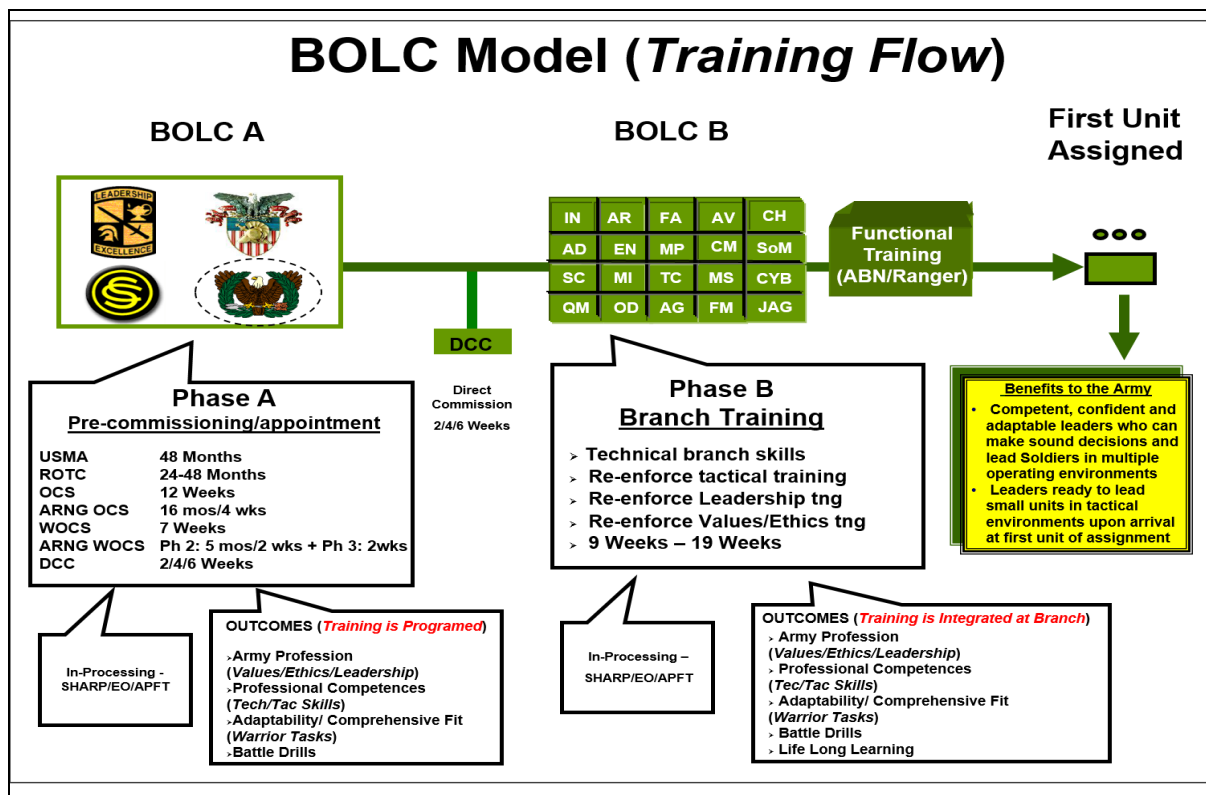 BOLC Model (Training Flow)
BOLC A
BOLC B
First Unit
Assigned
LEADERSHIP
EXCELLENCE
OCS
DCC
Direct
Commission
2/4/6 Weeks
IN AR FA AV CH
AD EN MP CM SoM
SC MI TC MS CYB
QM OD AG FM JAG
Functional
Training
(ABN/Ranger)
Phase A
Pre-commissioning/appointment
USMA 48 Months
ROTC 24-48 Months
OCS 12 Weeks
ARNG OCS 16 mos/4 wks
WOCS 7 Weeks
ARNG WOCS Ph 2: 5 mos/2 wks + Ph 3: 2wks
DCC 2/4/6 Weeks
Phase B
Branch Training
➢ Technical branch skills
➢ Re-enforce tactical training
➢ Re-enforce Leadership tng
➢ Re-enforce Values/Ethics tng
➢ 9 Weeks – 19 Weeks
Benefits to the Army
• Competent, confident and
adaptable leaders who can
make sound decisions and
lead Soldiers in multiple
operating environments
• Leaders ready to lead
small units in tactical
environments upon arrival
at first unit of assignment
In-Processing -
SHARP/EO/APFT
OUTCOMES (Training is Programed)
➢Army Profession
(Values/Ethics/Leadership)
➢Professional Competences
(Tech/Tac Skills)
➢Adaptability/ Comprehensive Fit
(Warrior Tasks)
➢Battle Drills
In-Processing –
SHARP/EO/APFT
OUTCOMES (Training is Integrated at Branch)
➢ Army Profession
(Values/Ethics/Leadership)
➢ Professional Competences
(Tec/Tac Skills)
➢ Adaptability/ Comprehensive Fit
(Warrior Tasks)
➢ Battle Drills
➢ Life Long Learning